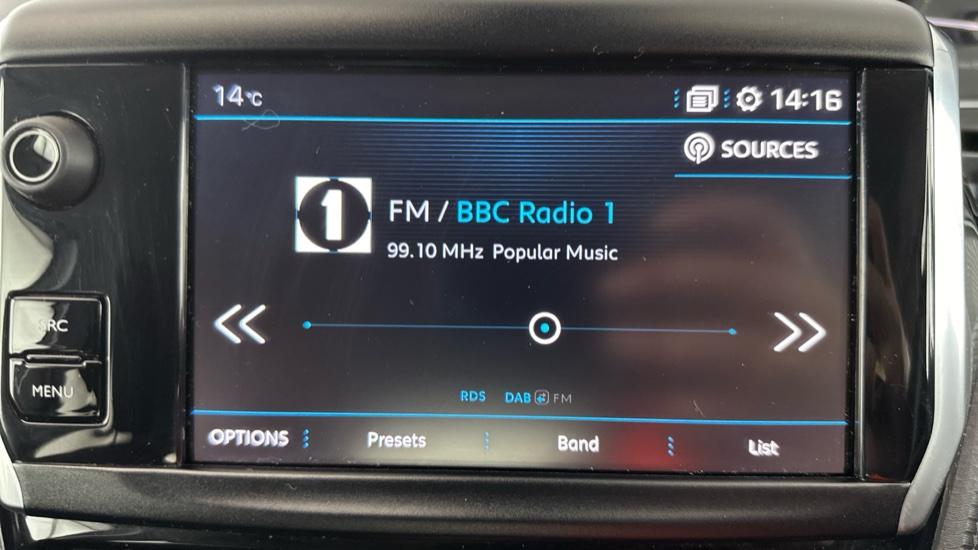 14°C
14:16
SOURCES
1
FM / BBC Radio 1
99.10 MHz Popular Music
SRC
MENU
RDS DAB FM
OPTIONS Presets Band List